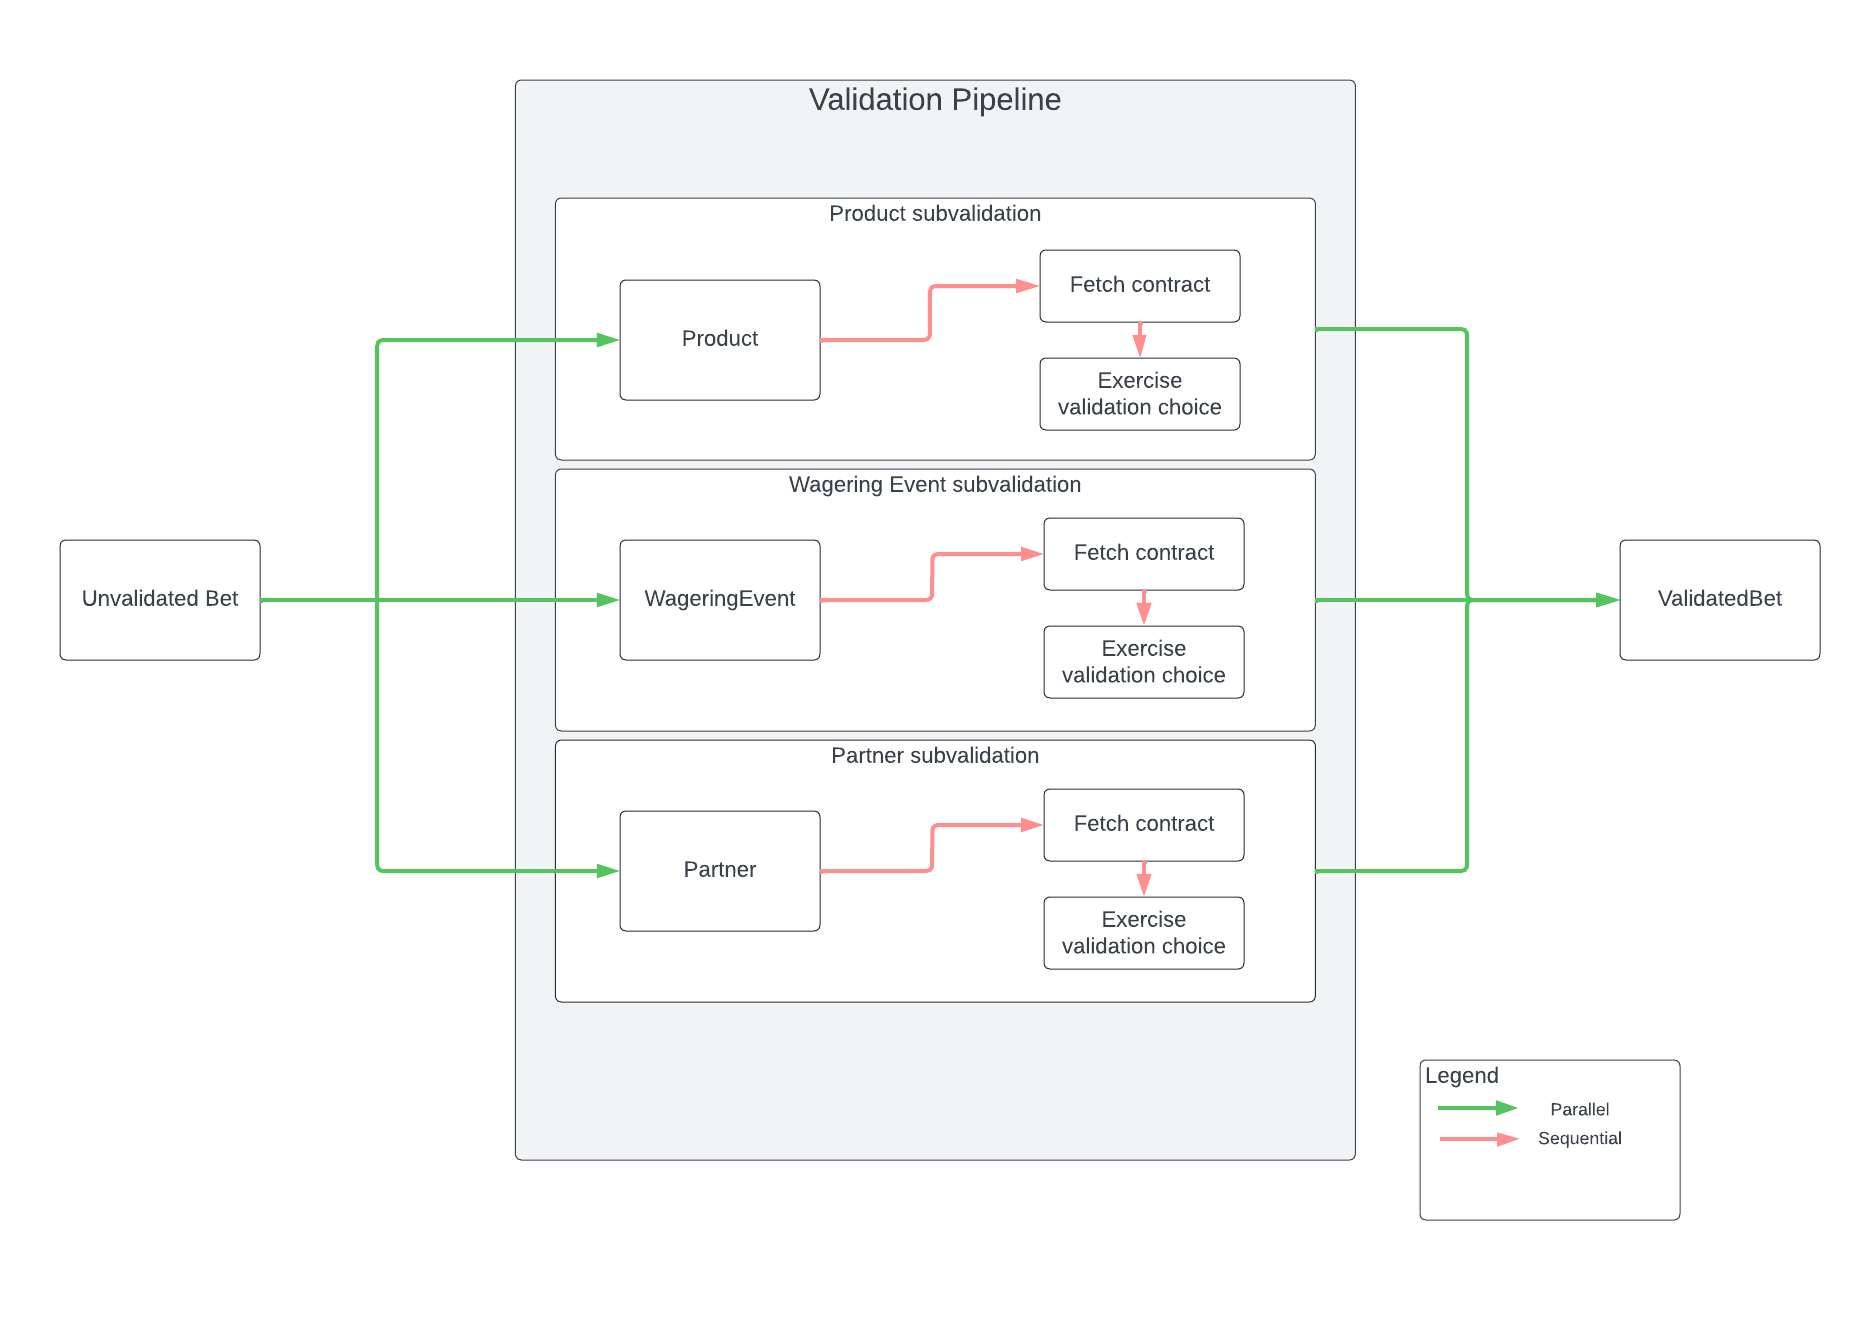 Validation Pipeline
Product subvalidation
Product
Fetch contract
Exercise
validation choice
Wagering Event subvalidation
Unvalidated Bet
WageringEvent
Fetch contract
Exercise
validation choice
ValidatedBet
Partner subvalidation
Partner
Fetch contract
Exercise
validation choice
Legend
Parallel
Sequential